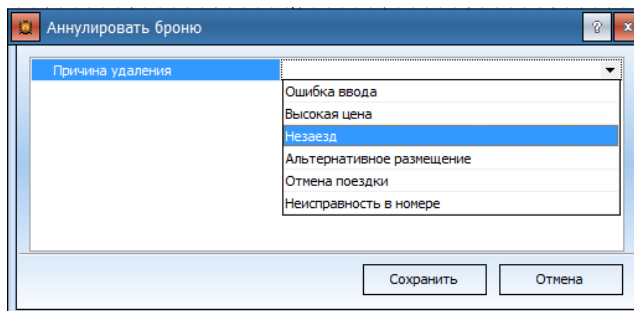 Аннулировать броню
? x
Причина удаления
Ошибка ввода
Высокая цена
Незаезд
Альтернативное размещение
Отмена поездки
Неисправность в номере
Сохранить Отмена